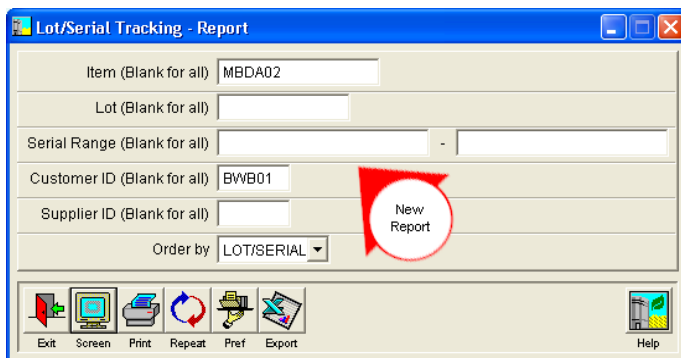 Lot/Serial Tracking - Report
Item (Blank for all) MBDA02
Lot (Blank for all)
Serial Range (Blank for all) -
Customer ID (Blank for all) BWB01
Supplier ID (Blank for all)
Order by LOT/SERIAL
New
Report
Exit Screen Print Repeat Pref Export Help